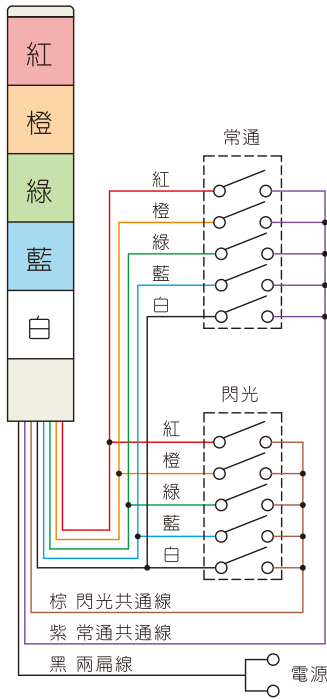 紅
橙
綠
藍
白
常通
紅
橙
綠
藍
白
閃光
紅
橙
綠
藍
白
棕 閃光共通線
紫 常通共通線
黑 兩扁線
電源